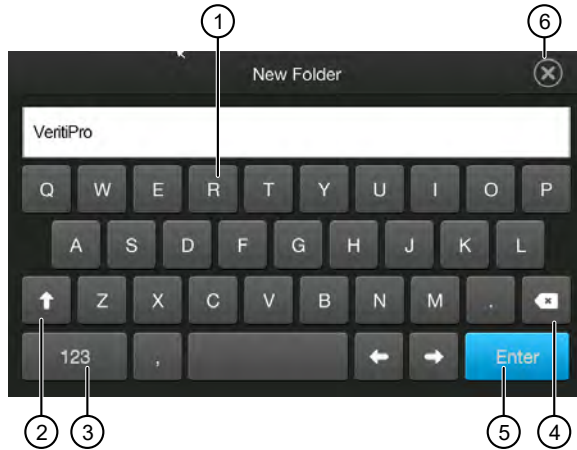 1 6
New Folder
VeritiPro
Q W E R T Y U I O P
A S D F G H J K L
Z X C V B N M .
123 , Enter
2 3 5 4